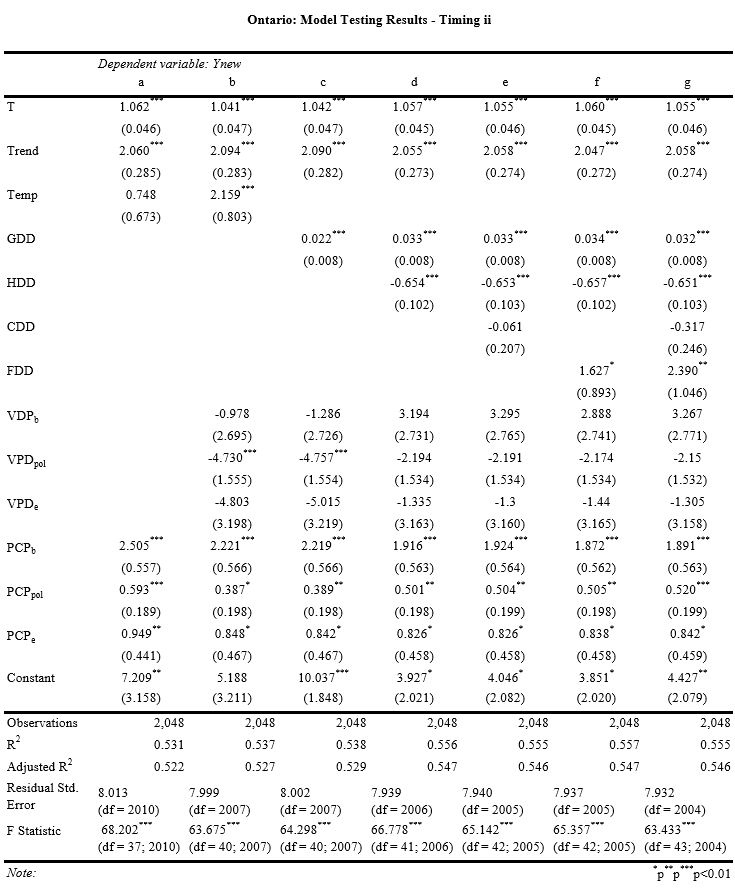 Ontario: Model Testing Results - Timing ii
Dependent variable: Ynew
a b c d e f g
T 1.062*** 1.041*** 1.042*** 1.057*** 1.055*** 1.060*** 1.055***
(0.046) (0.047) (0.047) (0.045) (0.046) (0.045) (0.046)
Trend 2.060*** 2.094*** 2.090*** 2.055*** 2.058*** 2.047*** 2.058***
(0.285) (0.283) (0.282) (0.273) (0.274) (0.272) (0.274)
Temp 0.748 2.159***
(0.673) (0.803)
GDD 0.022*** 0.033*** 0.033*** 0.034*** 0.032***
(0.008) (0.008) (0.008) (0.008) (0.008)
HDD -0.654*** -0.653*** -0.657*** -0.651***
(0.102) (0.103) (0.102) (0.103)
CDD -0.061 -0.317
(0.207) (0.246)
FDD 1.627* 2.390**
(0.893) (1.046)
VDPb -0.978 -1.286 3.194 3.295 2.888 3.267
(2.695) (2.726) (2.731) (2.765) (2.741) (2.771)
VPDpol -4.730*** -4.757*** -2.194 -2.191 -2.174 -2.15
(1.555) (1.554) (1.534) (1.534) (1.534) (1.532)
VPDe -4.803 -5.015 -1.335 -1.3 -1.44 -1.305
(3.198) (3.219) (3.163) (3.160) (3.165) (3.158)
PCPb 2.505*** 2.221*** 2.219*** 1.916*** 1.924*** 1.872*** 1.891***
(0.557) (0.566) (0.566) (0.563) (0.564) (0.562) (0.563)
PCPpol 0.593*** 0.387* 0.389** 0.501** 0.504** 0.505** 0.520***
(0.189) (0.198) (0.198) (0.198) (0.199) (0.198) (0.199)
PCPe 0.949** 0.848* 0.842* 0.826* 0.826* 0.838* 0.842*
(0.441) (0.467) (0.467) (0.458) (0.458) (0.458) (0.459)
Constant 7.209** 5.188 10.037*** 3.927* 4.046* 3.851* 4.427**
(3.158) (3.211) (1.848) (2.021) (2.082) (2.020) (2.079)
Observations 2,048 2,048 2,048 2,048 2,048 2,048 2,048
R2 0.531 0.537 0.538 0.556 0.555 0.557 0.555
Adjusted R2 0.522 0.527 0.529 0.547 0.546 0.547 0.546
Residual Std. 8.013 7.999 8.002 7.939 7.940 7.937 7.932
Error (df = 2010) (df = 2007) (df = 2007) (df = 2006) (df = 2005) (df = 2005) (df = 2004)
F Statistic 68.202*** 63.675*** 64.298*** 66.778*** 65.142*** 65.357*** 63.433***
(df = 37; 2010) (df = 40; 2007) (df = 40; 2007) (df = 41; 2006) (df = 42; 2005) (df = 42; 2005) (df = 43; 2004)
Note: *p**p***p<0.01